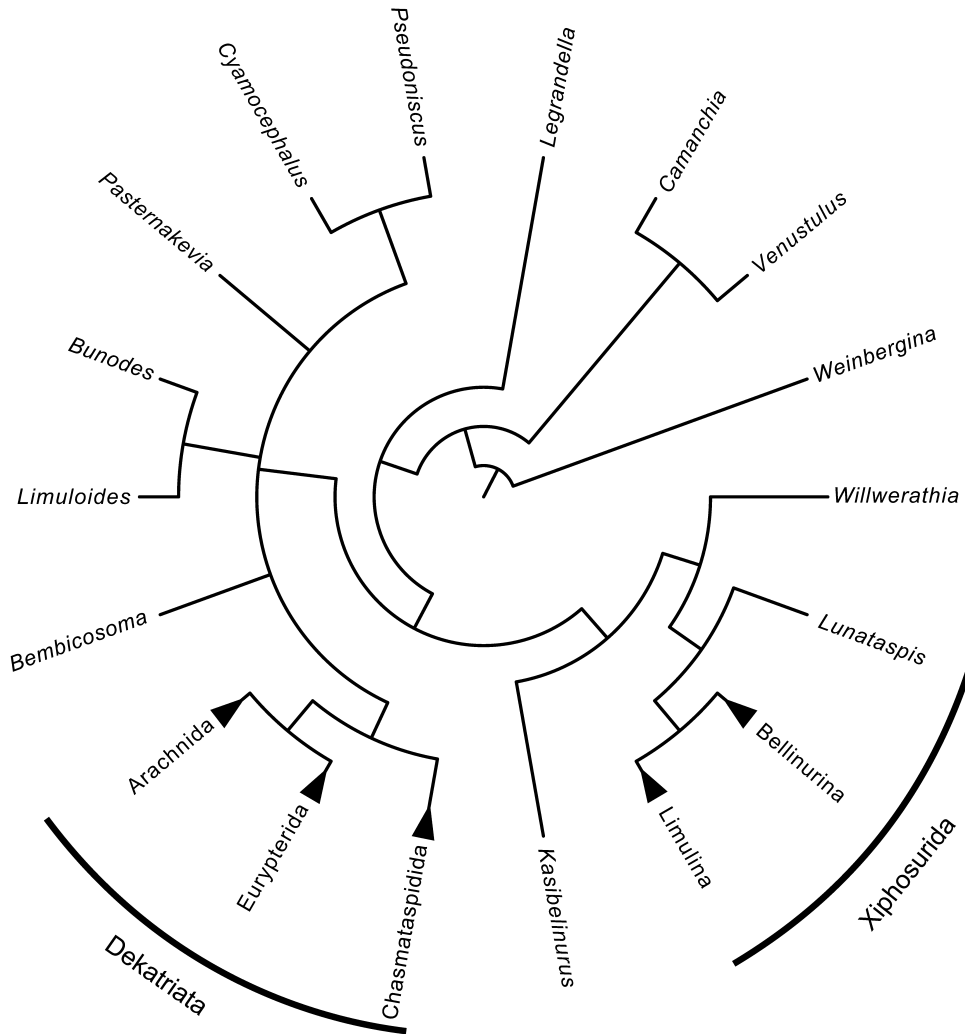 Pseudoniscus
Cyamocephalus
Legrandella
Camanchia
Venustulus
Pasternakevia
Bunodes
Weinbergina
Limuloides
Willwerathia
Bembicosoma
Lunataspis
Arachnida
Bellinurina
Eurypterida
Limulina
Chasmataspidida
Kasibelinurus
Xiphosurida
Dekatriata